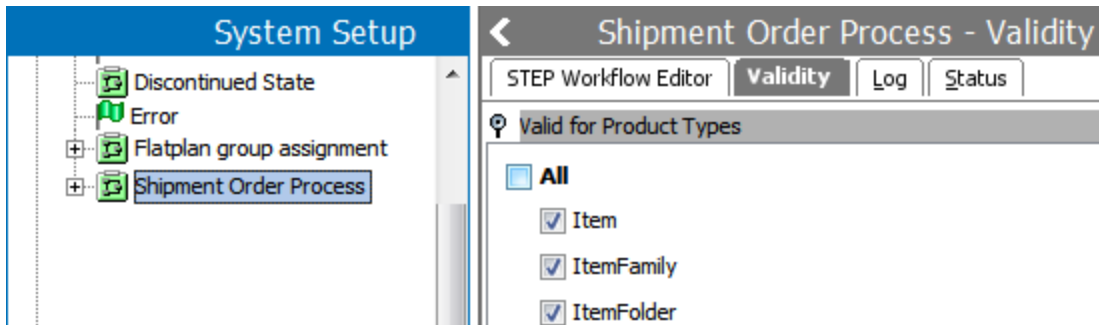 System Setup
Discontinued State
Error
Flatplan group assignment
Shipment Order Process
Shipment Order Process - Validity
STEP Workflow Editor Validity Log Status
Valid for Product Types
All
Item
ItemFamily
ItemFolder